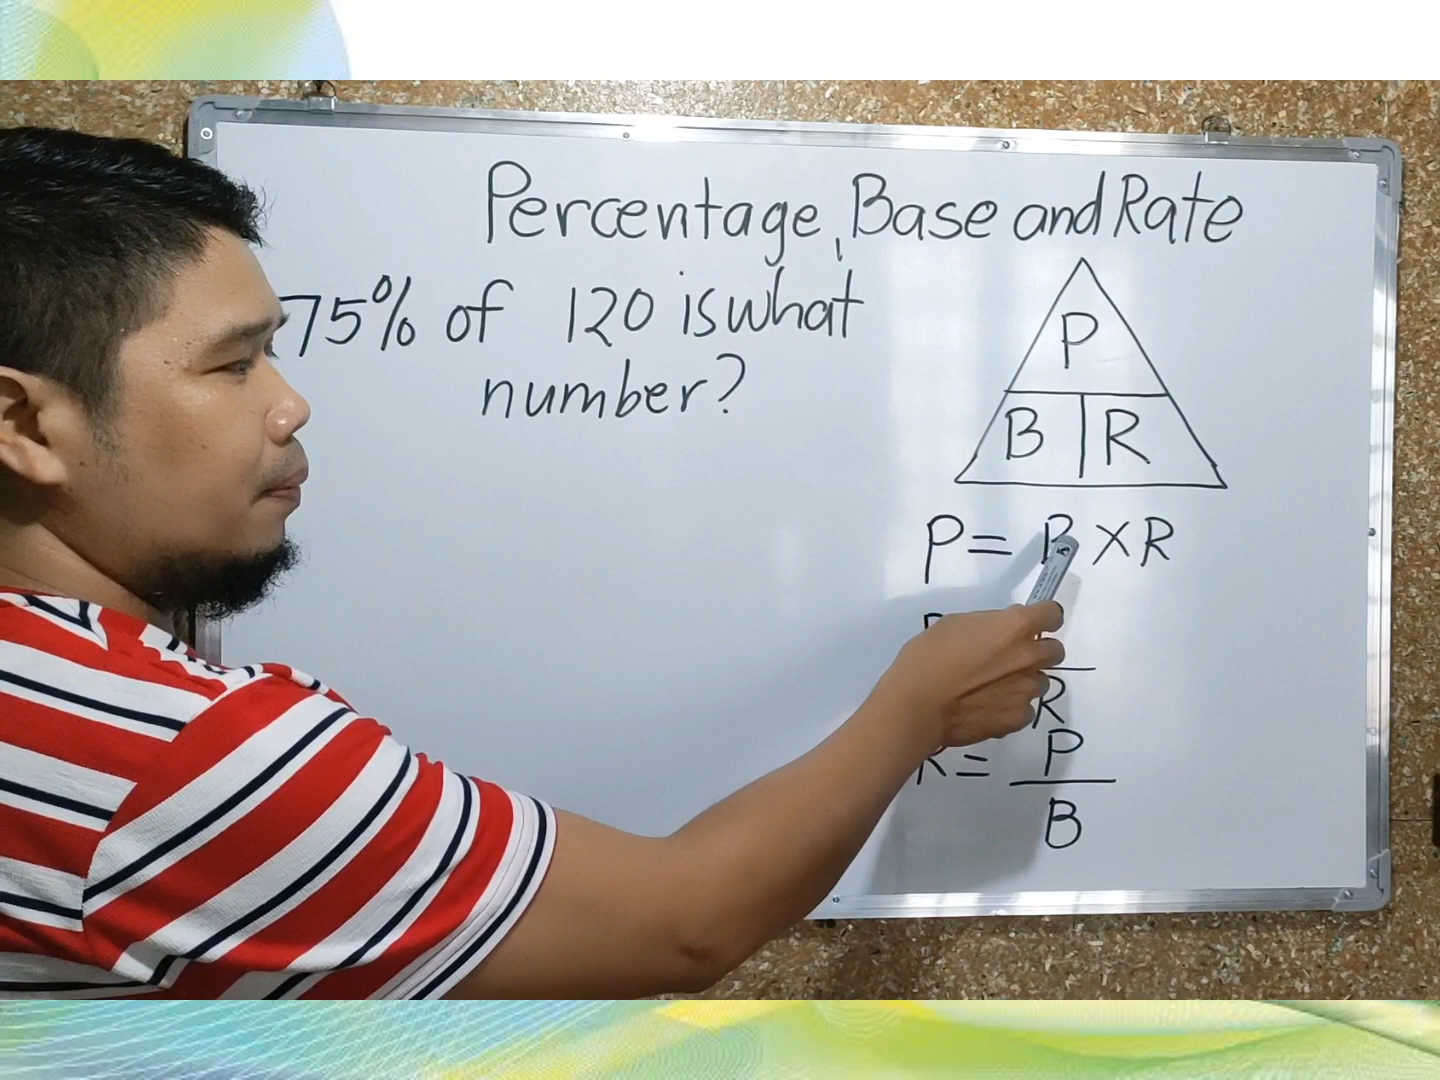 Percentage, Base and Rate
75% of 120 is what
number?
P
B R
P = B X R
R
R = P
B